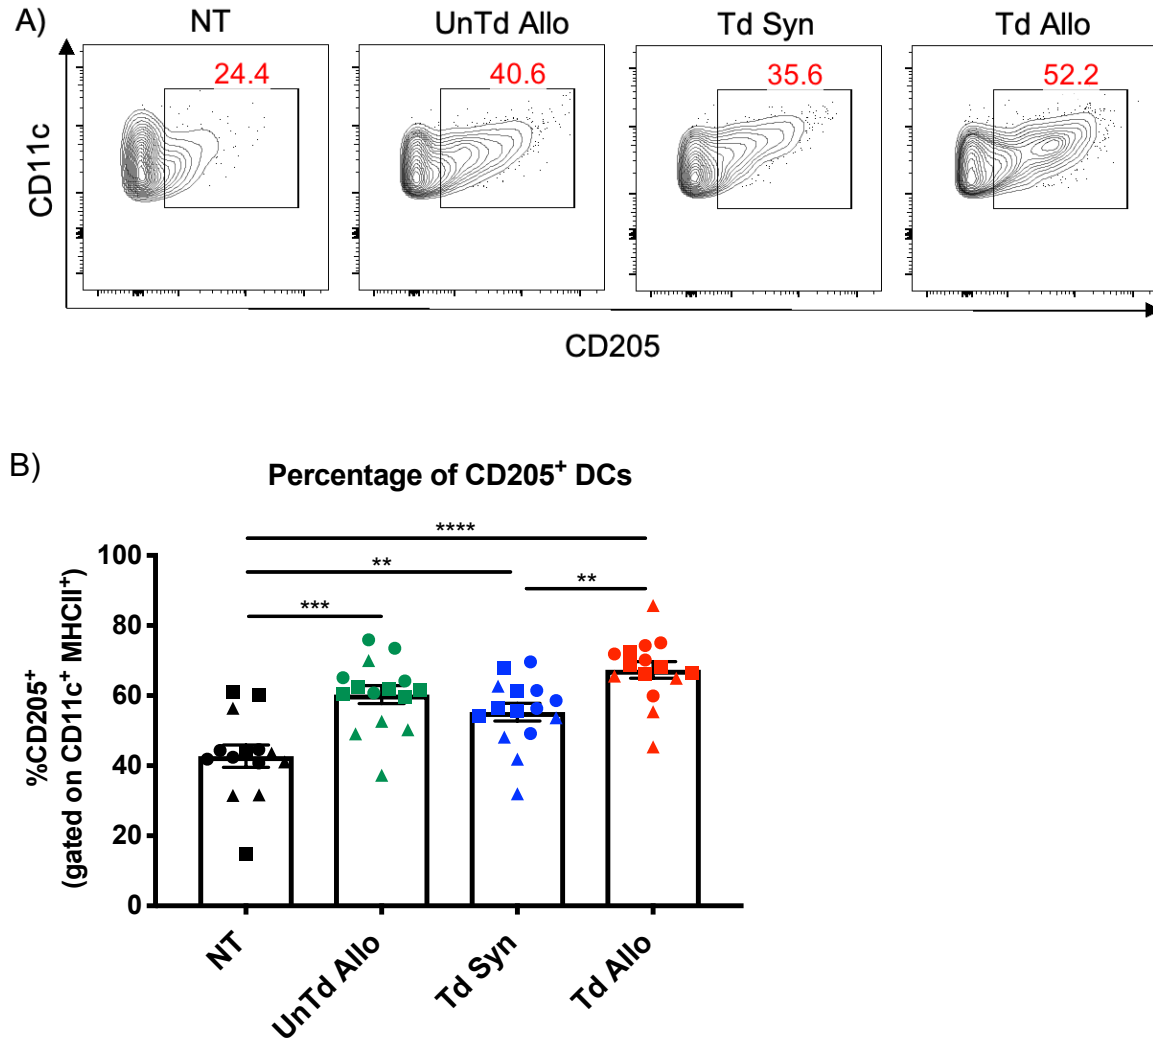 A)
NT
UnTd Allo
Td Syn
Td Allo
24.4
40.6
35.6
52.2
CD11c
CD205
B)
Percentage of CD205⁺ DCs
****
**
**
***
%CD205⁺
(gated on CD11c⁺ MHCII⁺)
100
80
60
40
20
0
NT
UnTd Allo
Td Syn
Td Allo